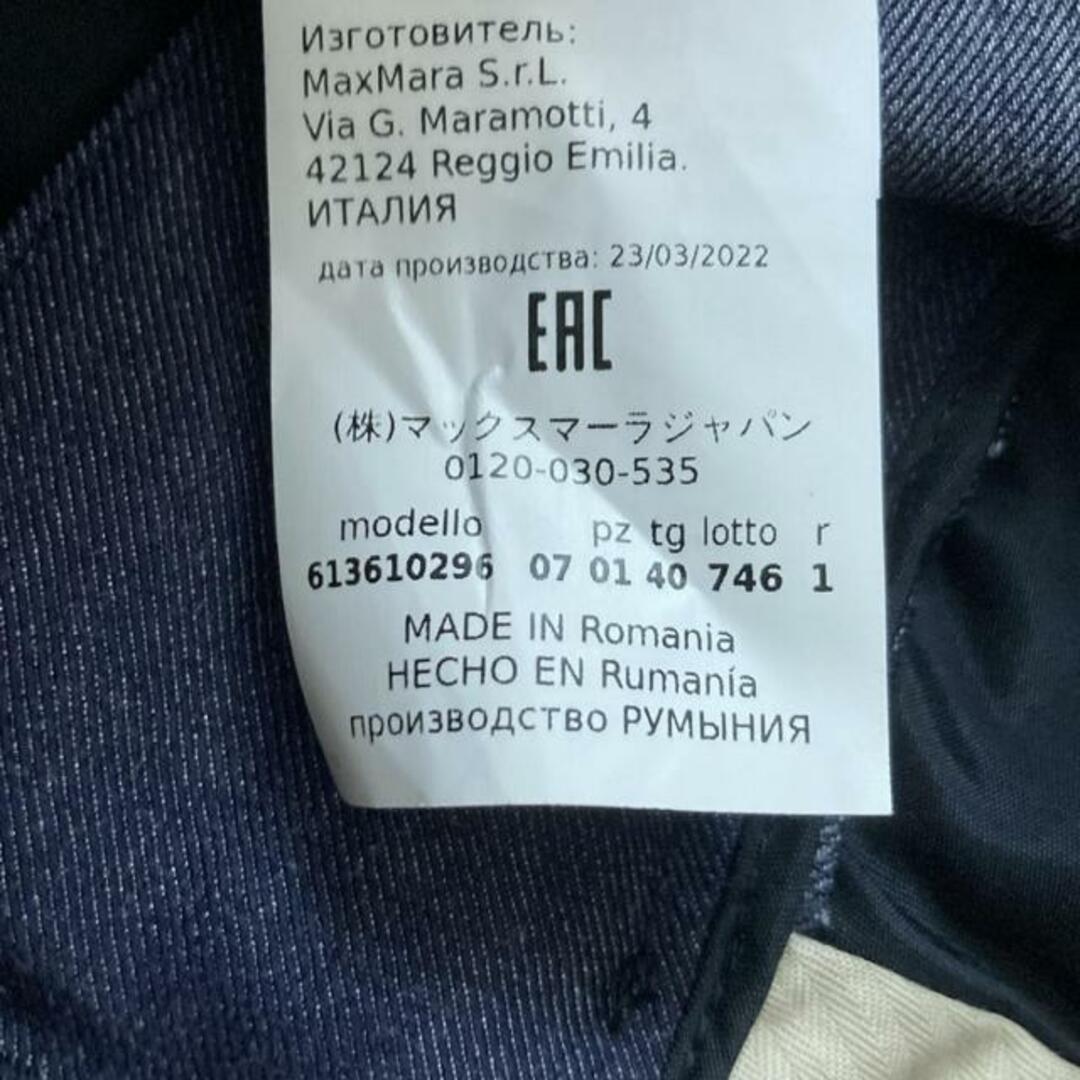 Изготовитель:
MaxMara S.r.L.
Via G. Maramotti, 4
42124 Reggio Emilia.
ИТАЛИЯ
дата производства: 23/03/2022
EAC
(株)マックスマーラジャパン
0120-030-535
modello pz tg lotto r
613610296 07 01 40 746 1
MADE IN Romania
HECHO EN Rumanía
производство РУМЫНИЯ